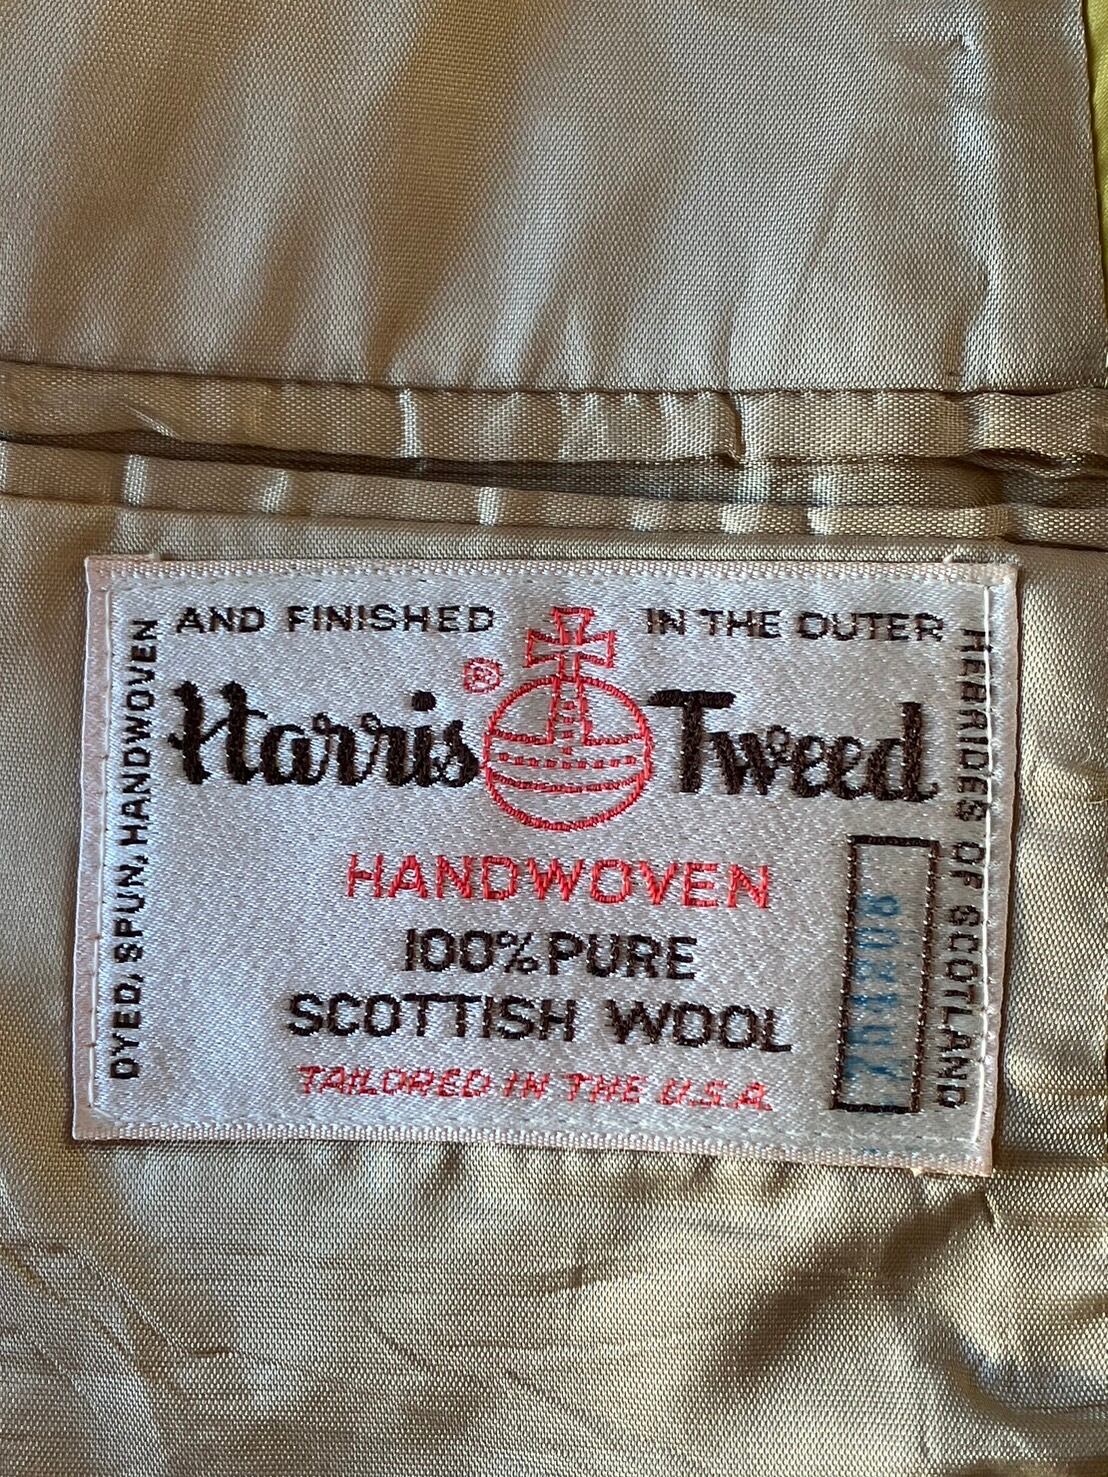 DYED, SPUN, HANDWOVEN
AND FINISHED IN THE OUTER
HEBRIDES OF SCOTLAND
Harris® Tweed
HANDWOVEN
100% PURE
SCOTTISH WOOL
TAILORED IN THE U.S.A.